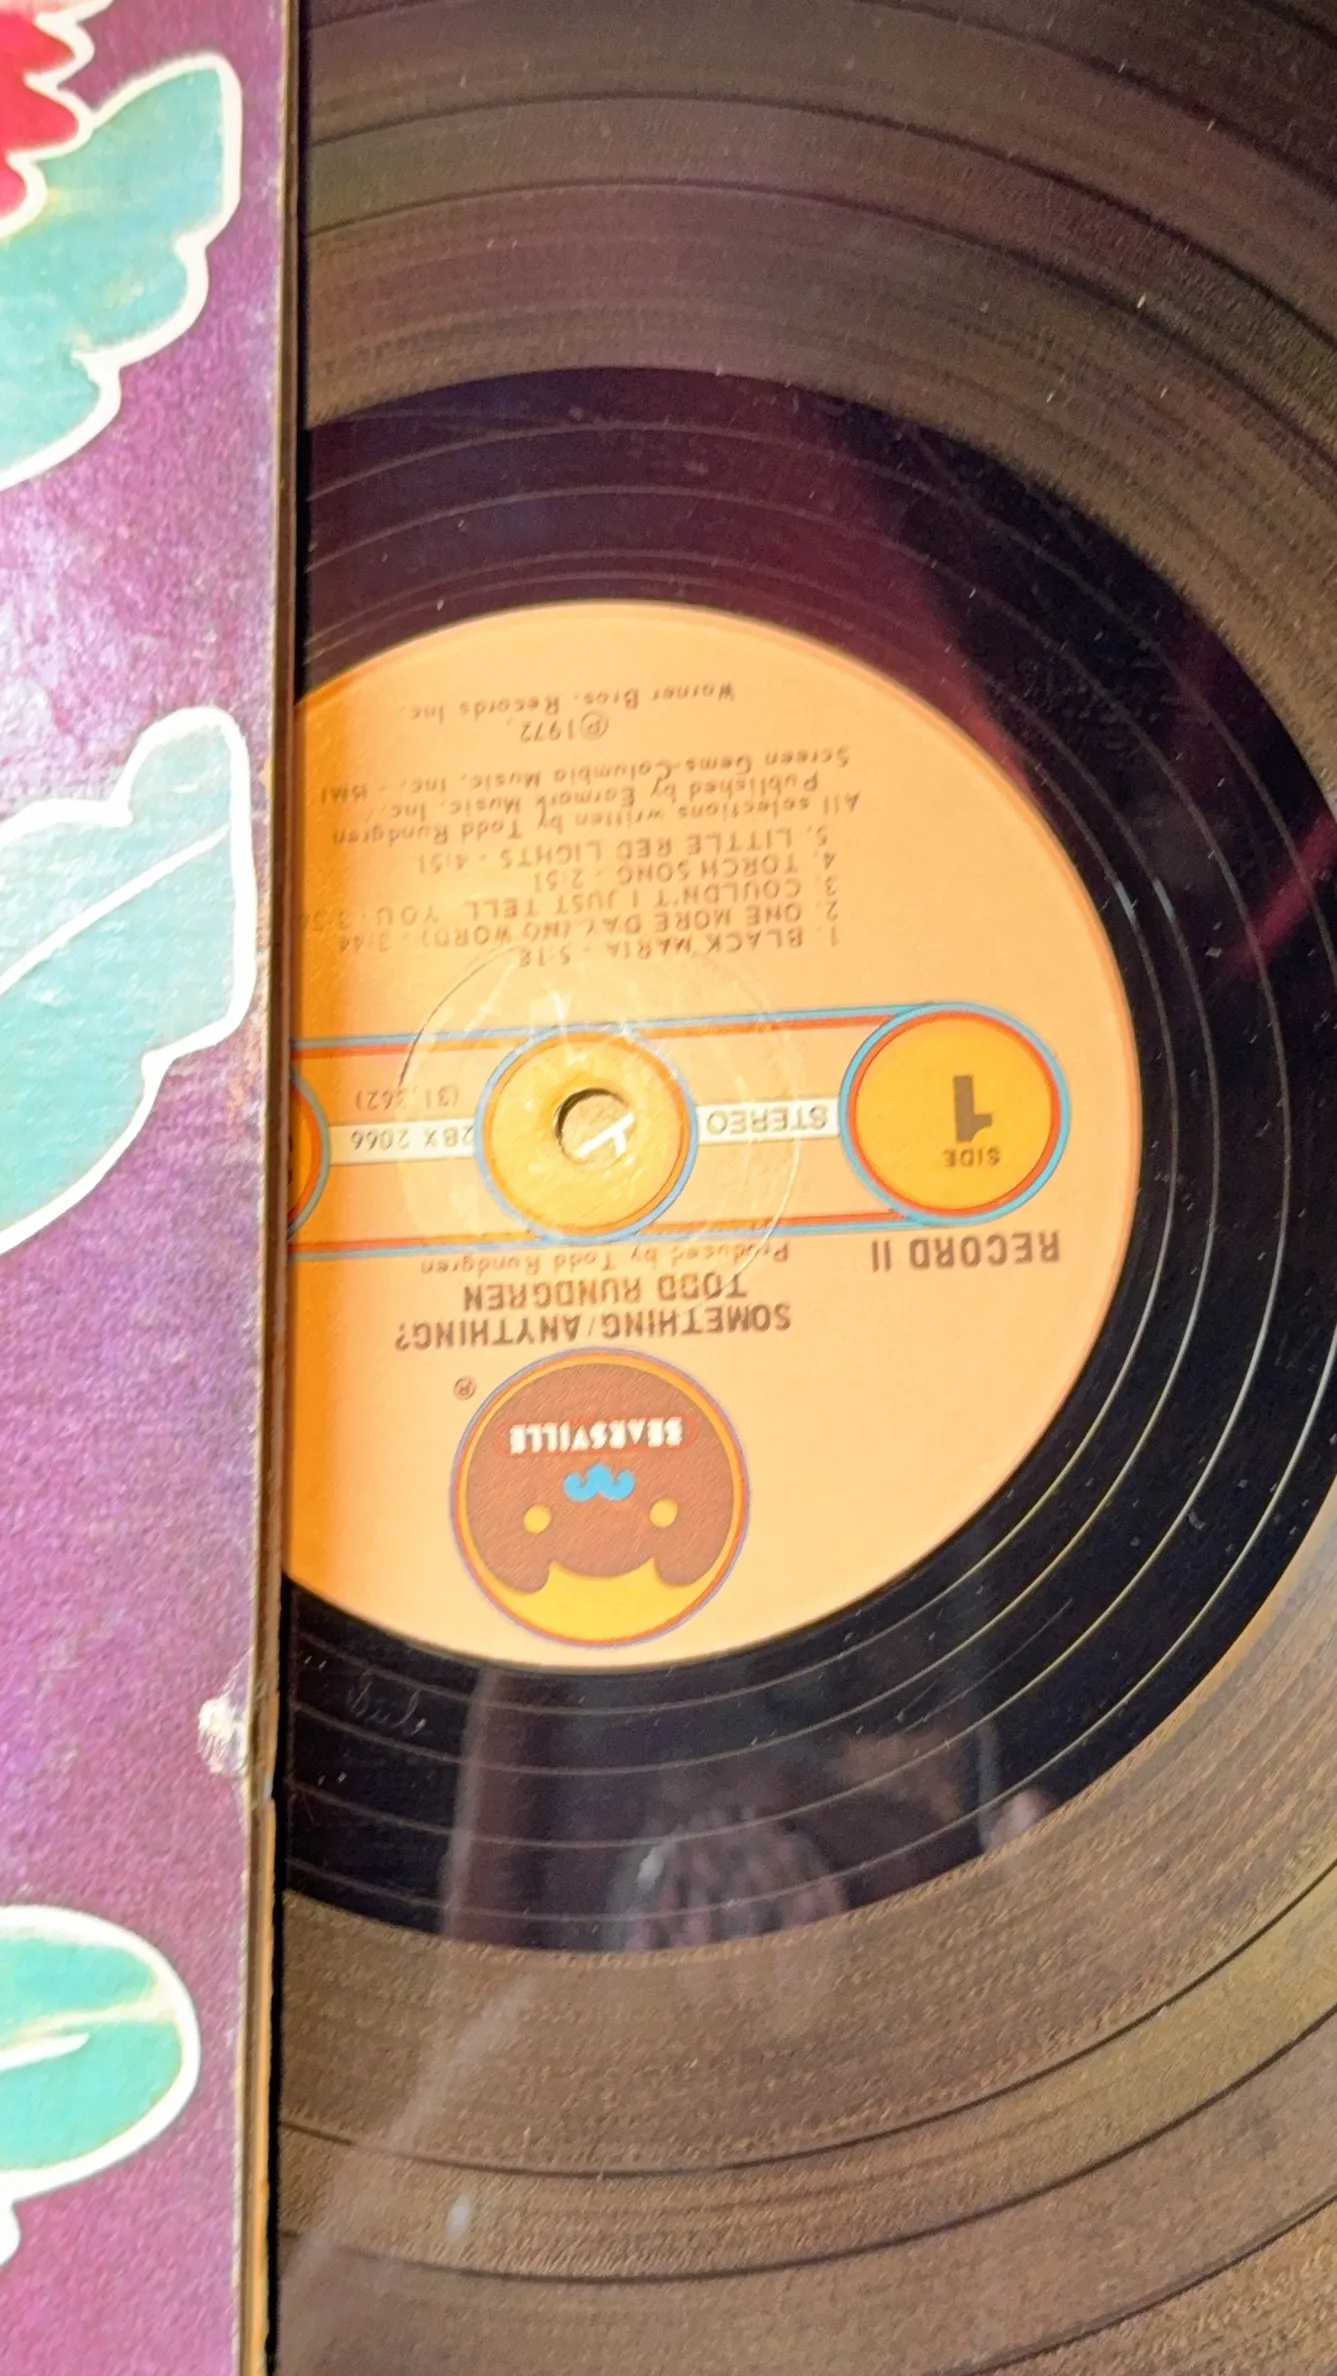 BEARSVILLE
®
SOMETHING/ANYTHING?
TODD RUNDGREN
Produced by Todd Rundgren
RECORD II
SIDE
1
STEREO
2BX 2066
(31,362)
1. BLACK MARIA - 5:18
2. ONE MORE DAY (NO WORD) - 3:44
3. COULDN'T I JUST TELL YOU - 3:3
4. TORCH SONG - 2:51
5. LITTLE RED LIGHTS - 4:51
All selections written by Todd Rundgren
Published by Earmark Music, Inc.
Screen Gems-Columbia Music, Inc. - BMI
℗1972,
Warner Bros. Records Inc.